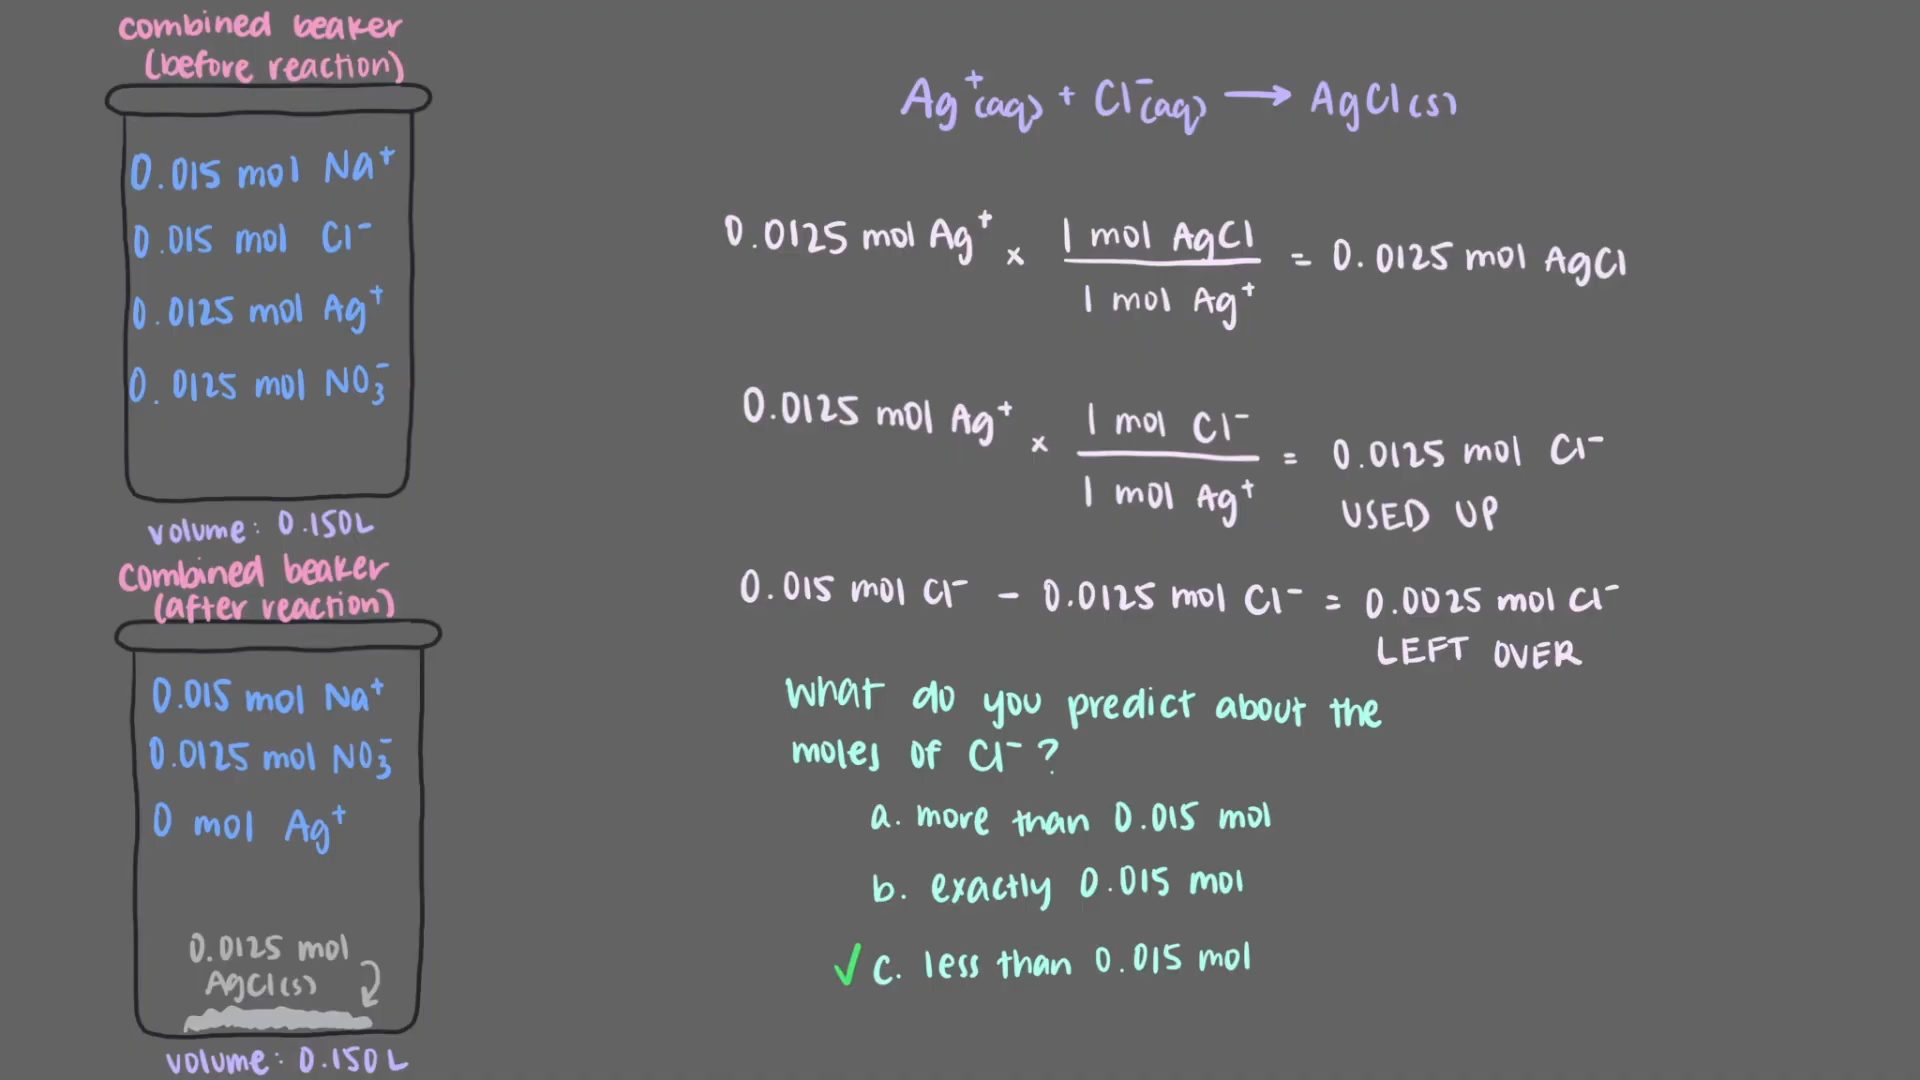 combined beaker
(before reaction)
0.015 mol Na⁺
0.015 mol Cl⁻
0.0125 mol Ag⁺
0.0125 mol NO₃⁻
volume: 0.150L
combined beaker
(after reaction)
0.015 mol Na⁺
0.0125 mol NO₃⁻
0 mol Ag⁺
0.0125 mol
AgCl(s)
volume: 0.150L
Ag⁺(aq) + Cl⁻(aq) → AgCl(s)
0.0125 mol Ag⁺ × 1 mol AgCl / 1 mol Ag⁺ = 0.0125 mol AgCl
0.0125 mol Ag⁺ × 1 mol Cl⁻ / 1 mol Ag⁺ = 0.0125 mol Cl⁻
USED UP
0.015 mol Cl⁻ - 0.0125 mol Cl⁻ = 0.0025 mol Cl⁻
LEFT OVER
What do you predict about the
moles of Cl⁻?
a. more than 0.015 mol
b. exactly 0.015 mol
✓ c. less than 0.015 mol